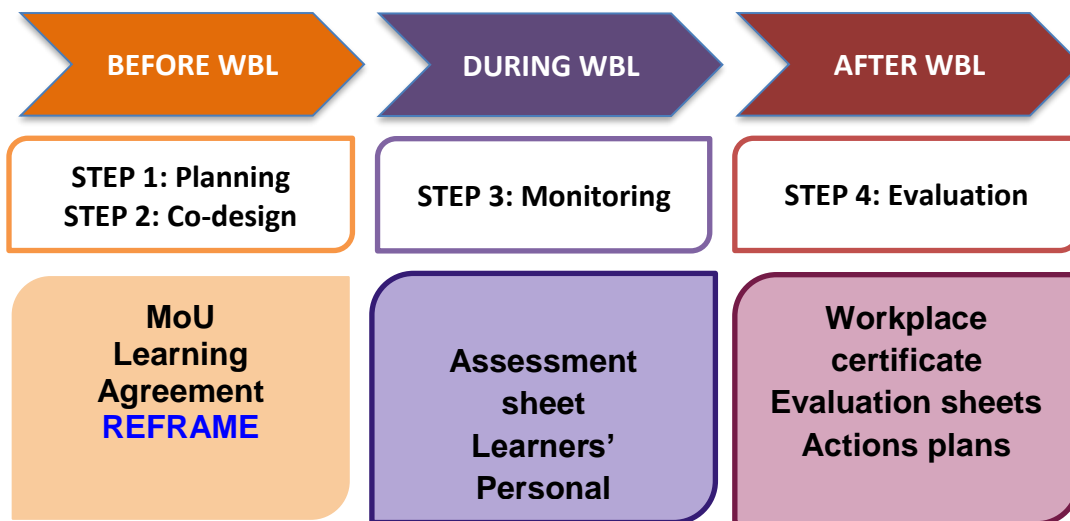 BEFORE WBL
DURING WBL
AFTER WBL
STEP 1: Planning
STEP 2: Co-design
STEP 3: Monitoring
STEP 4: Evaluation
MoU
Learning
Agreement
REFRAME
Assessment
sheet
Learners’
Personal
Workplace
certificate
Evaluation sheets
Actions plans